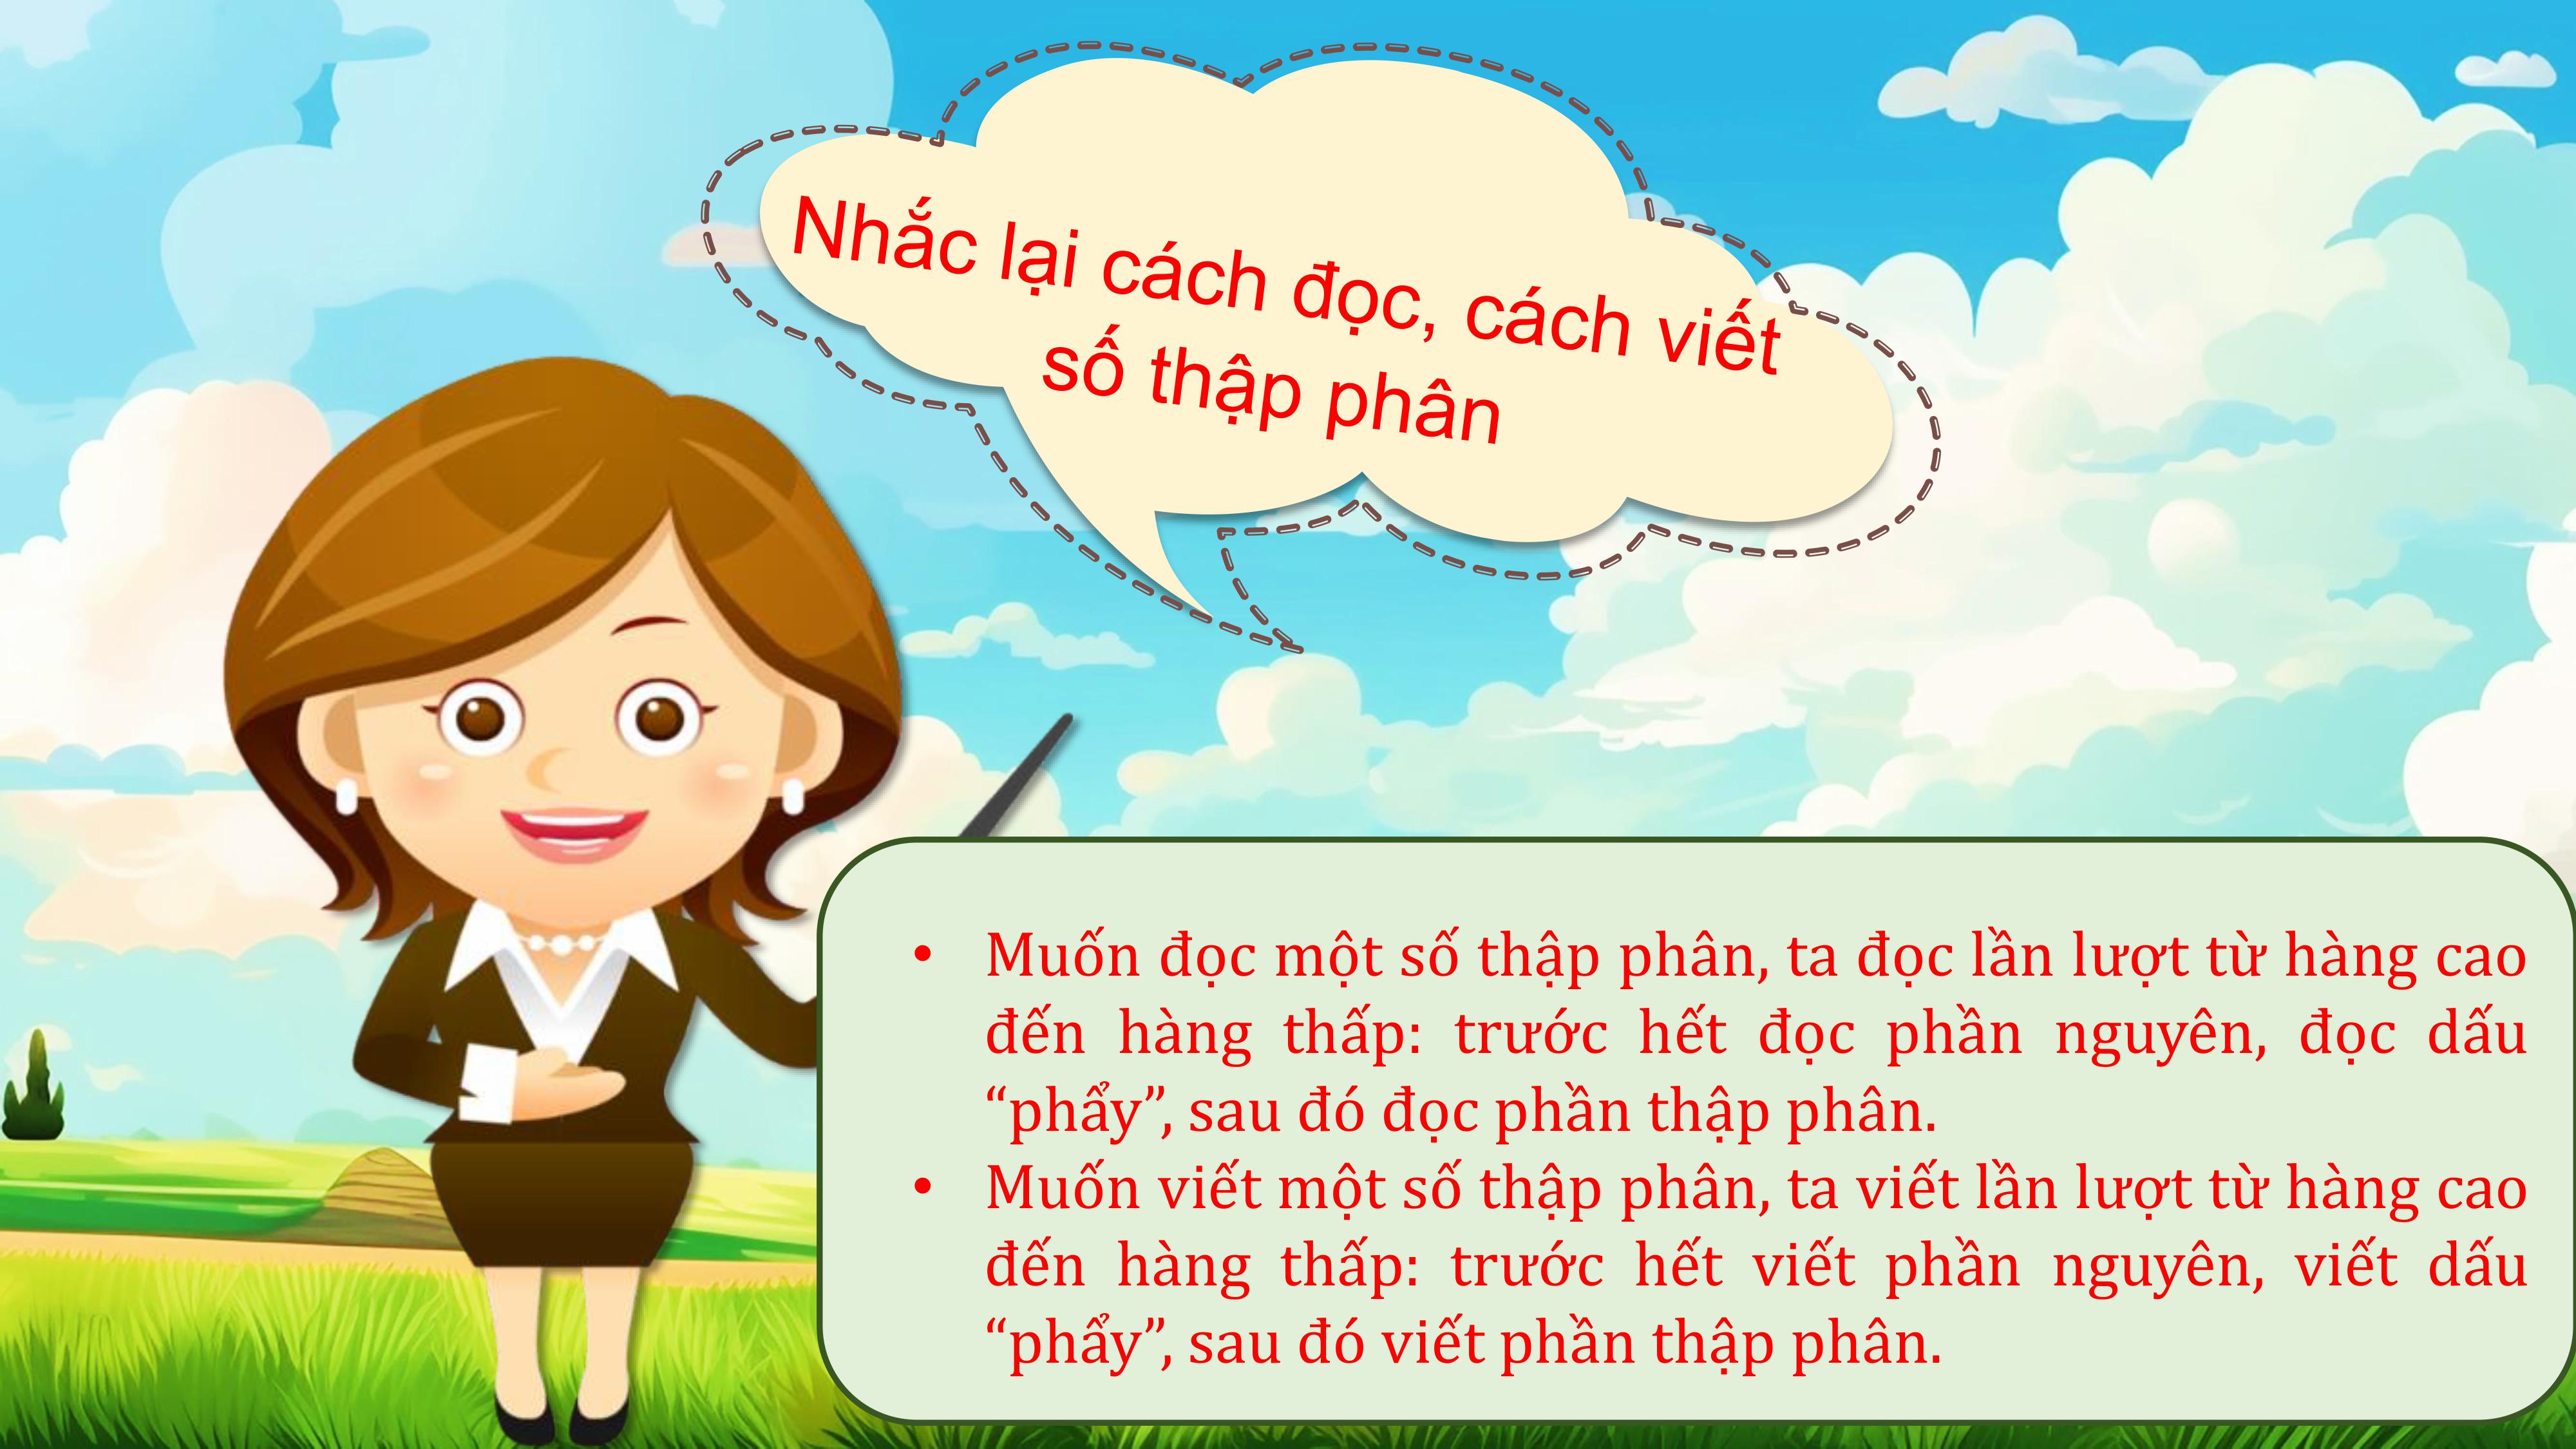 Nhắc lại cách đọc, cách viết
số thập phân
• Muốn đọc một số thập phân, ta đọc lần lượt từ hàng cao
đến hàng thấp: trước hết đọc phần nguyên, đọc dấu
“phẩy”, sau đó đọc phần thập phân.
• Muốn viết một số thập phân, ta viết lần lượt từ hàng cao
đến hàng thấp: trước hết viết phần nguyên, viết dấu
“phẩy”, sau đó viết phần thập phân.